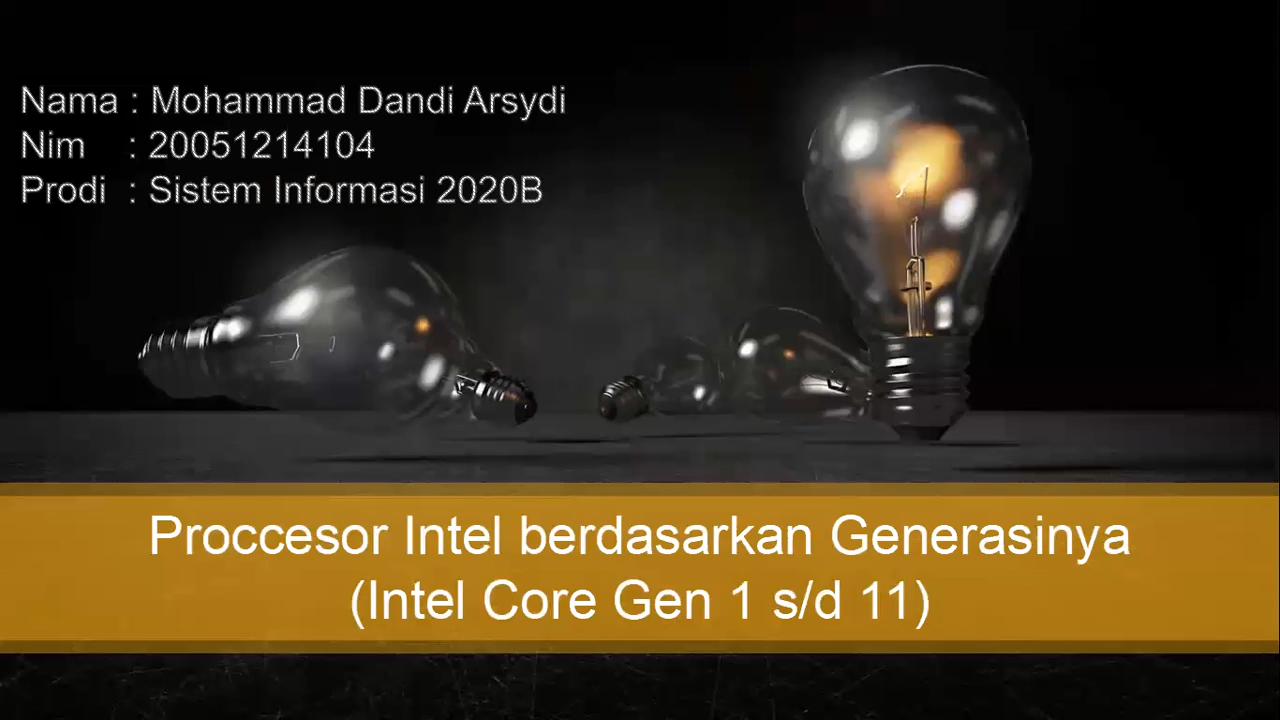 Nama : Mohammad Dandi Arsydi
Nim : 20051214104
Prodi : Sistem Informasi 2020B
Proccesor Intel berdasarkan Generasinya
(Intel Core Gen 1 s/d 11)